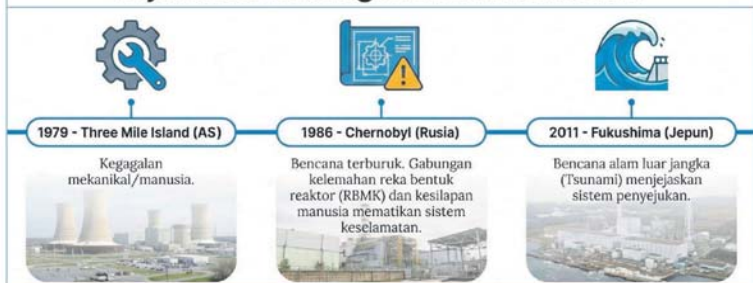 1979 - Three Mile Island (AS)
Kegagalan
mekanikal/manusia.
1986 - Chernobyl (Rusia)
Bencana terburuk. Gabungan
kelemahan reka bentuk
reaktor (RBMK) dan kesilapan
manusia mematikan sistem
keselamatan.
2011 - Fukushima (Jepun)
Bencana alam luar jangka
(Tsunami) menjejaskan
sistem penyejukan.